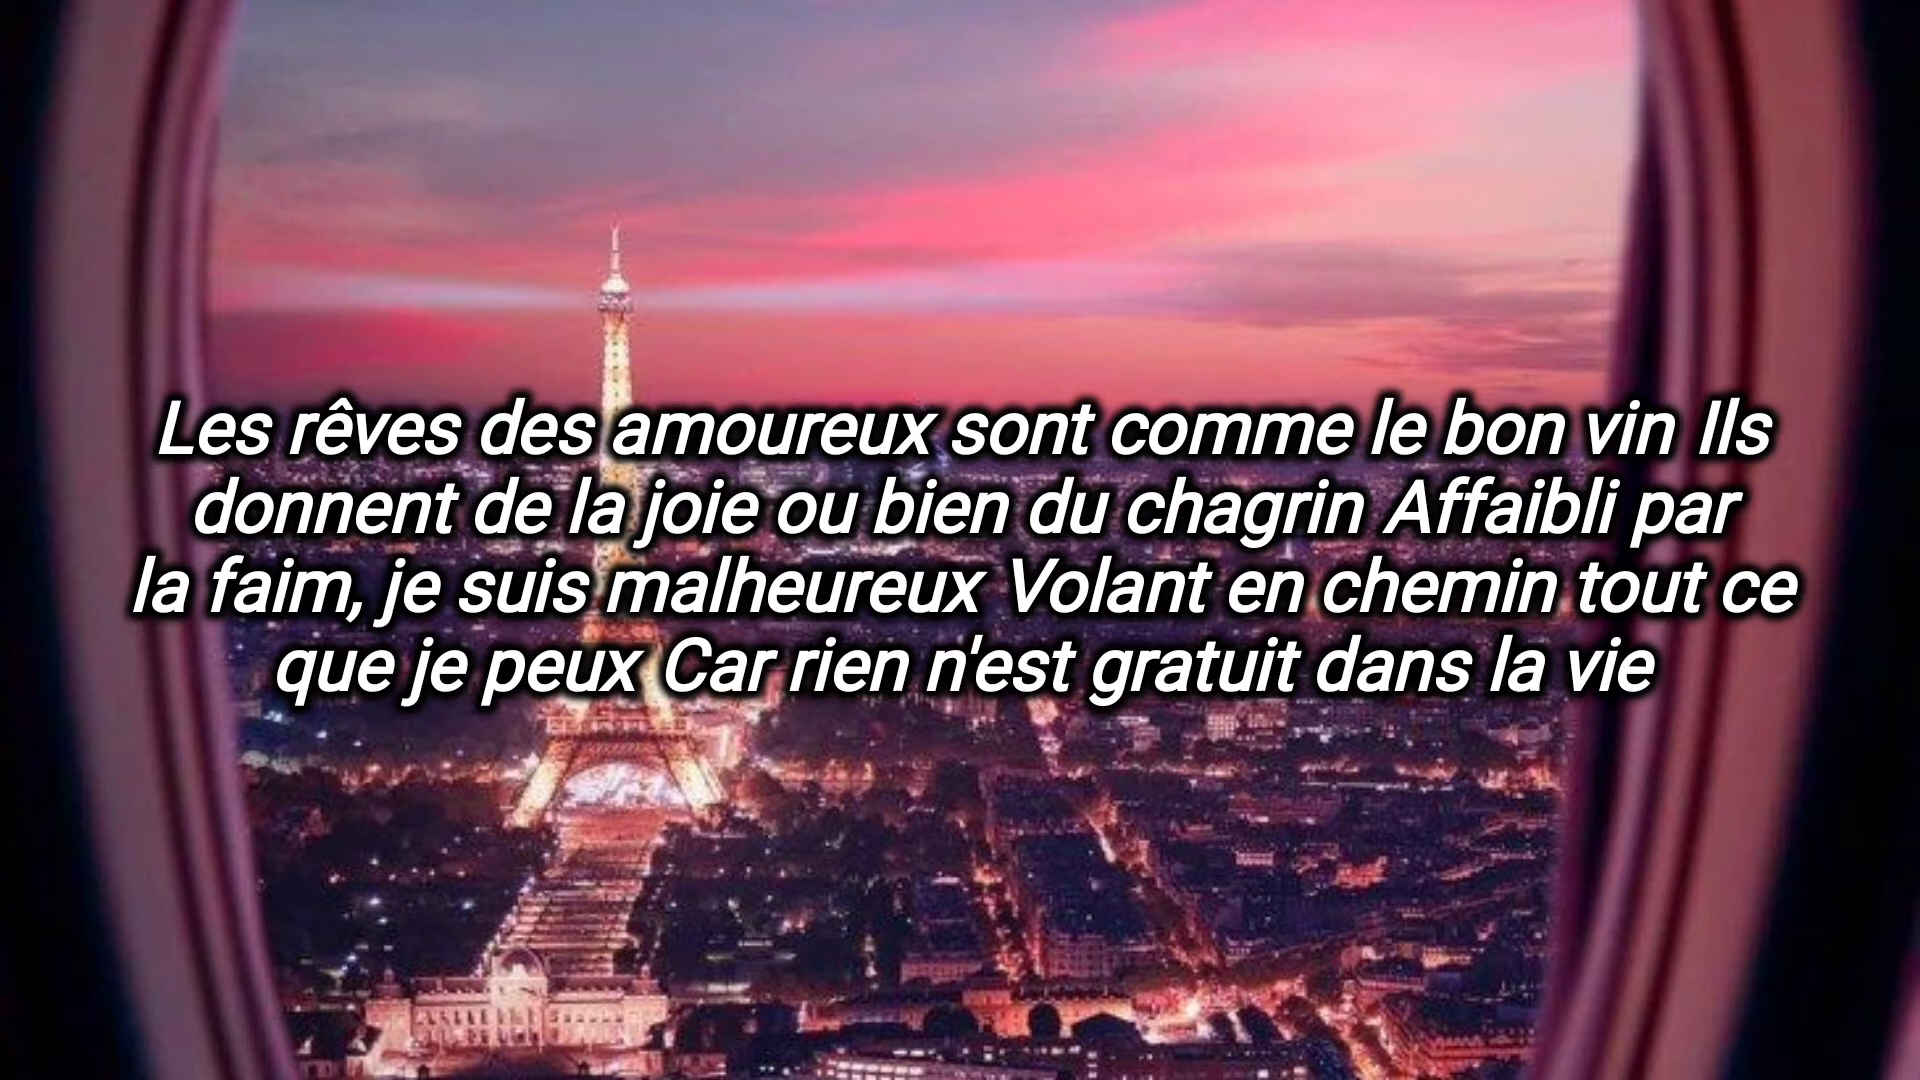 Les rêves des amoureux sont comme le bon vin Ils
donnent de la joie ou bien du chagrin Affaibli par
la faim, je suis malheureux Volant en chemin tout ce
que je peux Car rien n'est gratuit dans la vie